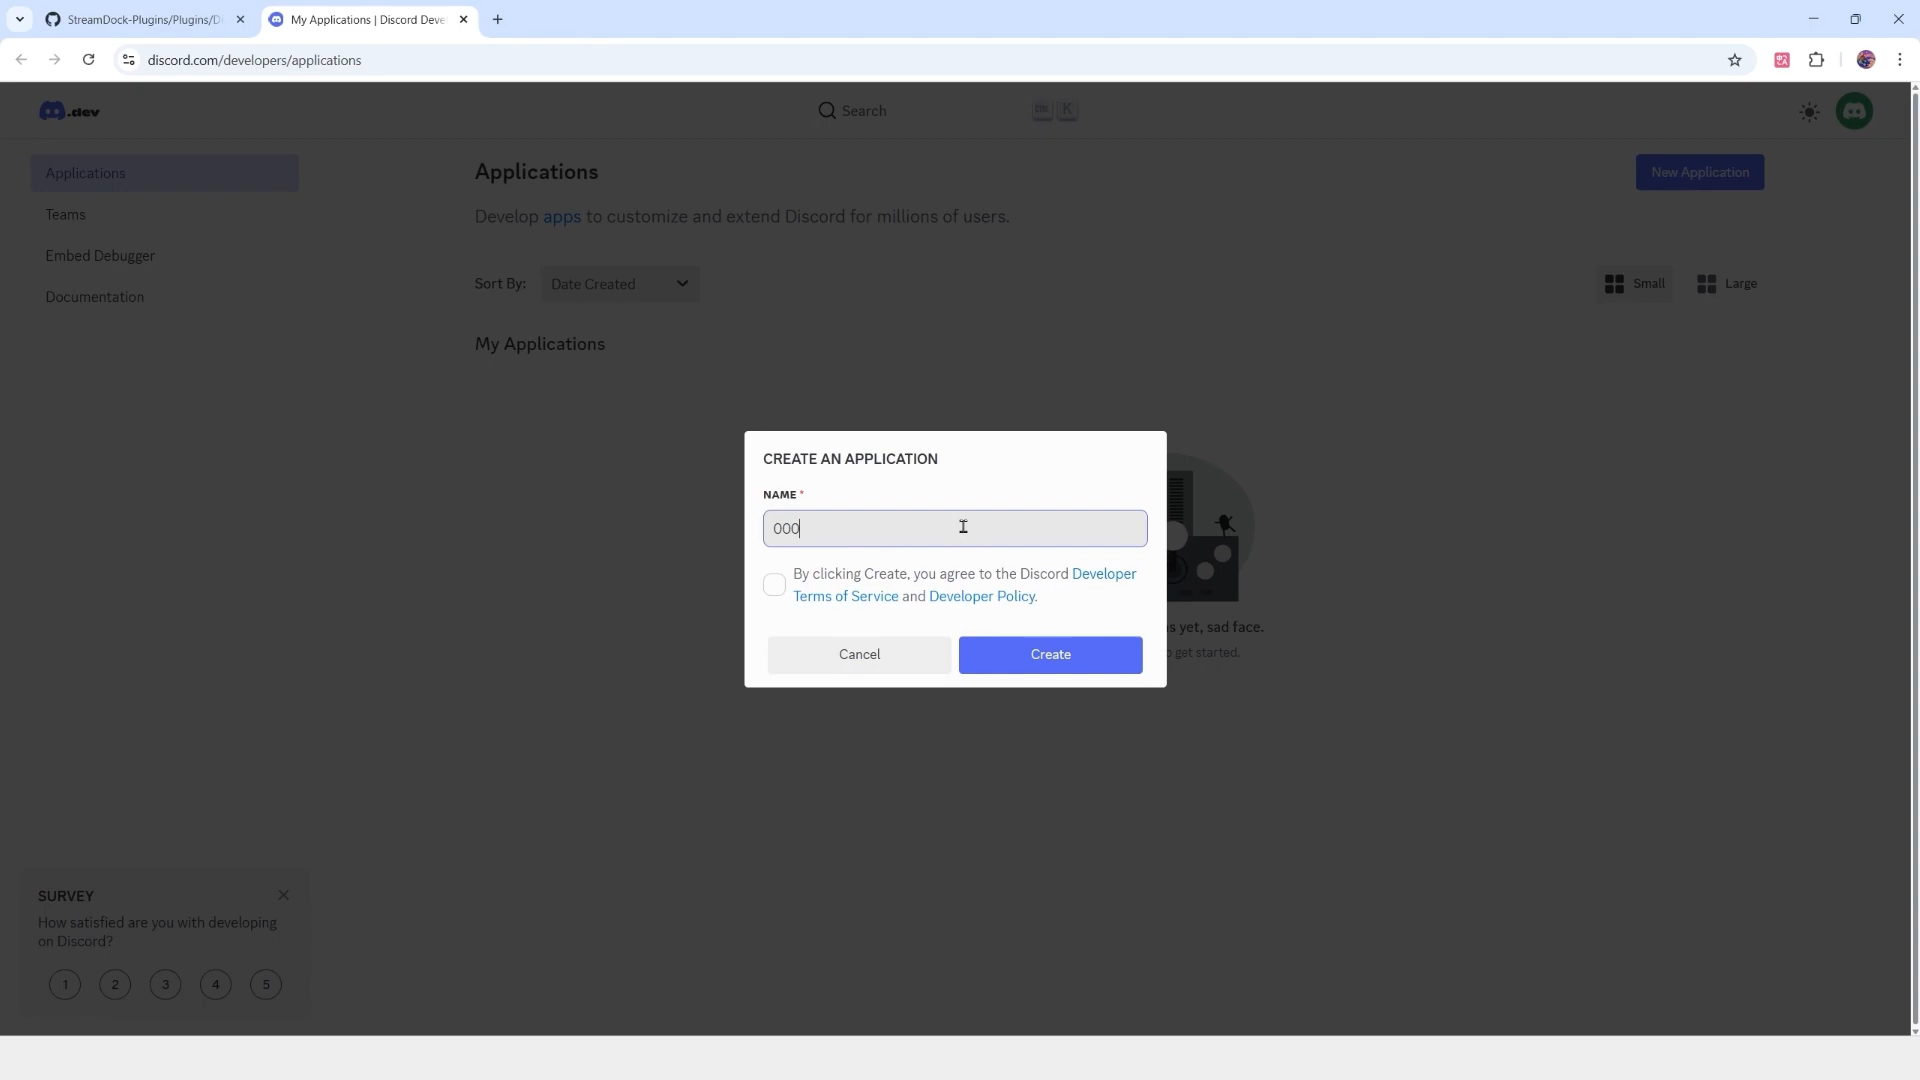 StreamDock-Plugins/Plugins/D
My Applications | Discord Deve
discord.com/developers/applications
.dev
Search
CTRL K
Applications
Teams
Embed Debugger
Documentation
Applications
New Application
Develop apps to customize and extend Discord for millions of users.
Sort By:
Date Created
Small
Large
My Applications
CREATE AN APPLICATION
NAME *
000
By clicking Create, you agree to the Discord Developer
Terms of Service and Developer Policy.
Cancel
Create
s yet, sad face.
get started.
SURVEY
How satisfied are you with developing
on Discord?
1 2 3 4 5